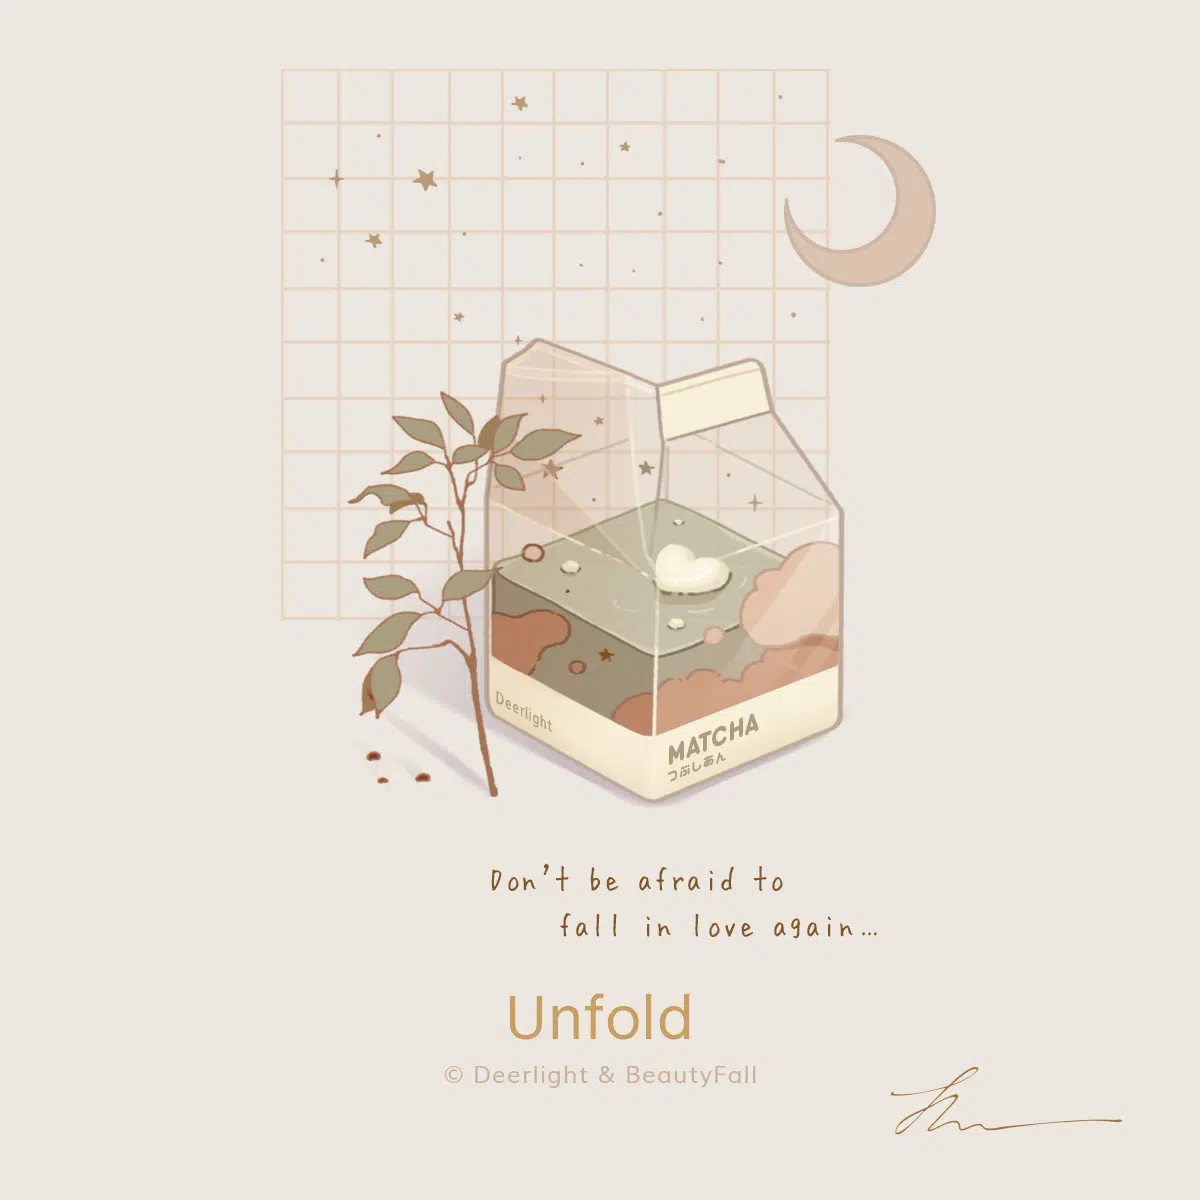 Deerlight
MATCHA
つぶしあん
Don't be afraid to
fall in love again...
Unfold
© Deerlight & BeautyFall